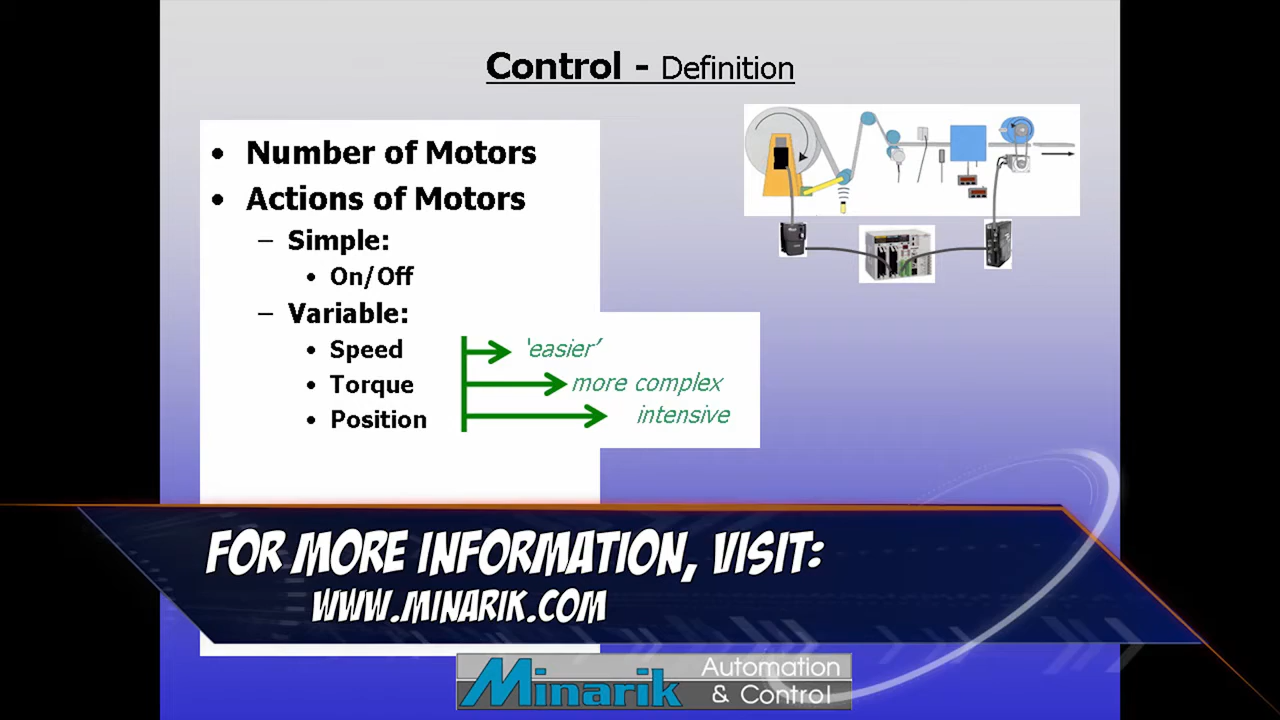 Control - Definition
• Number of Motors
• Actions of Motors
– Simple:
• On/Off
– Variable:
• Speed
‘easier’
• Torque
more complex
• Position
intensive
FOR MORE INFORMATION, VISIT:
WWW.MINARIK.COM
Minarik Automation
& Control